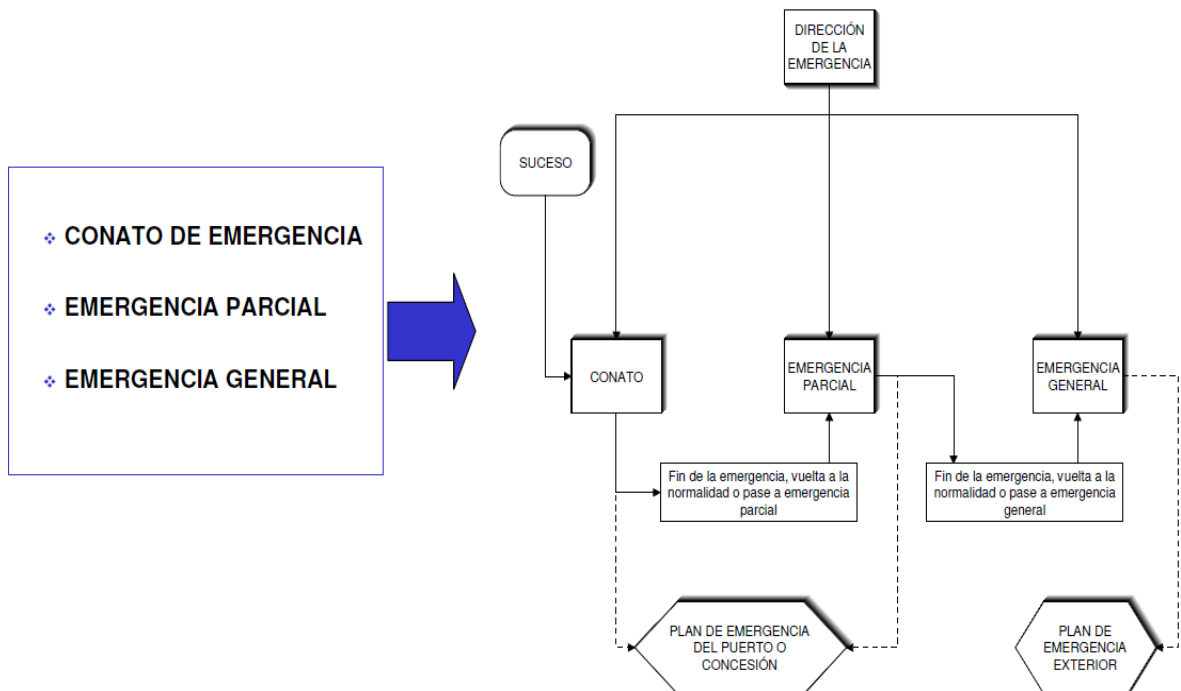 CONATO DE EMERGENCIA
EMERGENCIA PARCIAL
EMERGENCIA GENERAL
DIRECCIÓN
DE LA
EMERGENCIA
SUCESO
CONATO
EMERGENCIA
PARCIAL
EMERGENCIA
GENERAL
Fin de la emergencia, vuelta a la
normalidad o pase a emergencia
parcial
Fin de la emergencia, vuelta a la
normalidad o pase a emergencia
general
PLAN DE EMERGENCIA
DEL PUERTO O
CONCESIÓN
PLAN DE
EMERGENCIA
EXTERIOR